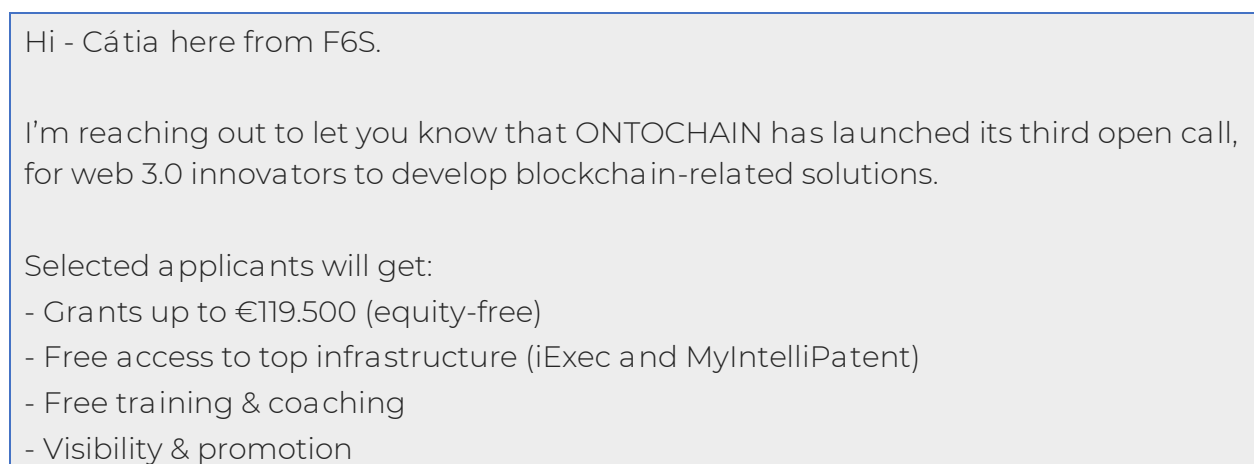 Hi - Cátia here from F6S.
I’m reaching out to let you know that ONTOCHAIN has launched its third open call,
for web 3.0 innovators to develop blockchain-related solutions.
Selected applicants will get:
- Grants up to €119.500 (equity-free)
- Free access to top infrastructure (iExec and MyIntelliPatent)
- Free training & coaching
- Visibility & promotion